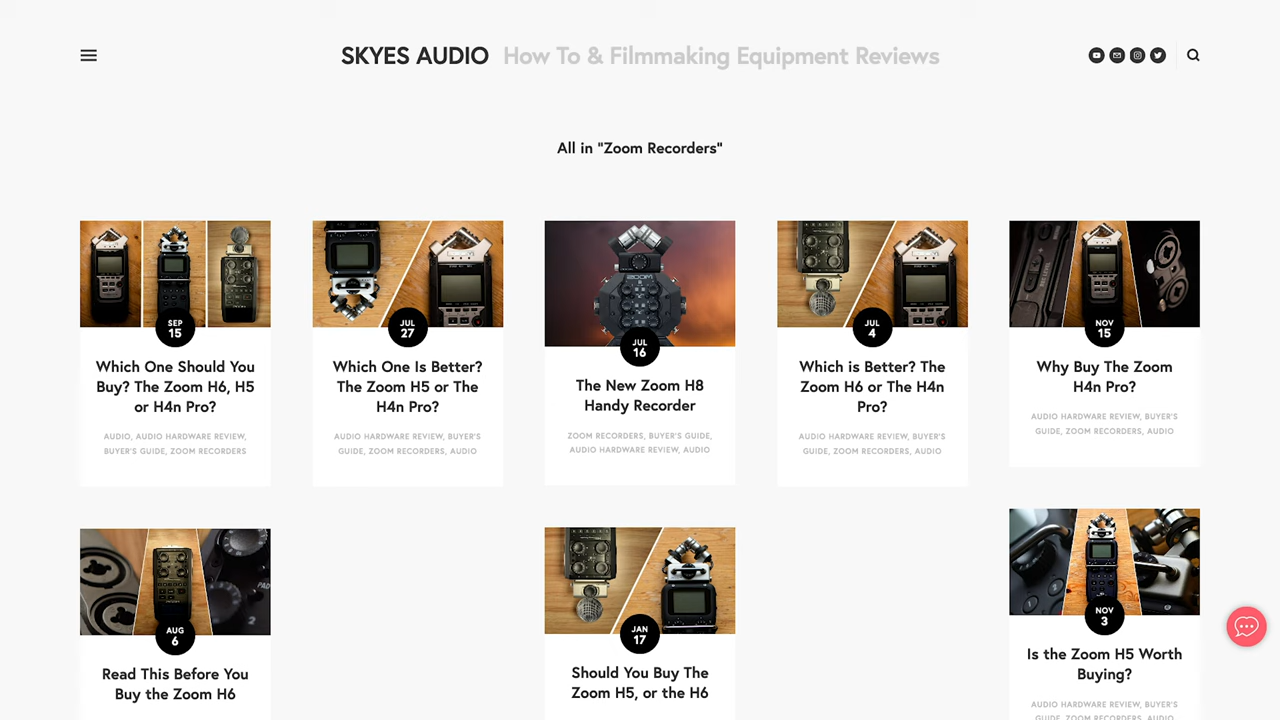 SKYES AUDIO How To & Filmmaking Equipment Reviews
All in "Zoom Recorders"
SEP
15
Which One Should You
Buy? The Zoom H6, H5
or H4n Pro?
AUDIO, AUDIO HARDWARE REVIEW,
BUYER'S GUIDE, ZOOM RECORDERS
JUL
27
Which One Is Better?
The Zoom H5 or The
H4n Pro?
AUDIO HARDWARE REVIEW, BUYER'S
GUIDE, ZOOM RECORDERS, AUDIO
ZOOM
JUL
16
The New Zoom H8
Handy Recorder
ZOOM RECORDERS, BUYER'S GUIDE,
AUDIO HARDWARE REVIEW, AUDIO
JUL
4
Which is Better? The
Zoom H6 or The H4n
Pro?
AUDIO HARDWARE REVIEW, BUYER'S
GUIDE, ZOOM RECORDERS, AUDIO
NOV
15
Why Buy The Zoom
H4n Pro?
AUDIO HARDWARE REVIEW, BUYER'S
GUIDE, ZOOM RECORDERS, AUDIO
PAD
2
AUG
6
Read This Before You
Buy the Zoom H6
JAN
17
Should You Buy The
Zoom H5, or the H6
NOV
3
Is the Zoom H5 Worth
Buying?
AUDIO HARDWARE REVIEW, BUYER'S
GUIDE, ZOOM RECORDERS, AUDIO